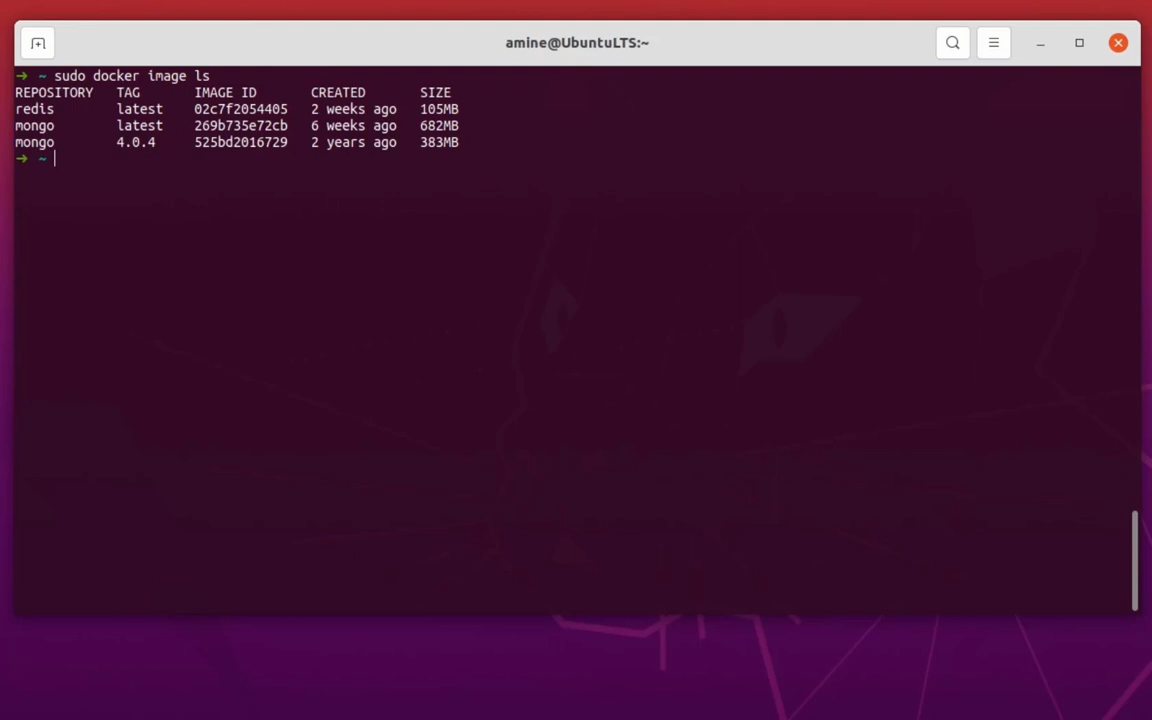 amine@UbuntuLTS:~
➜ ~ sudo docker image ls
REPOSITORY   TAG      IMAGE ID       CREATED       SIZE
redis        latest   02c7f2054405   2 weeks ago   105MB
mongo        latest   269b735e72cb   6 weeks ago   682MB
mongo        4.0.4    525bd2016729   2 years ago   383MB
➜ ~